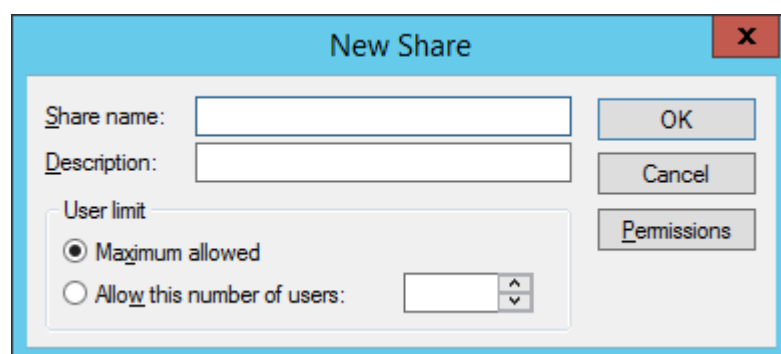 New Share
x
Share name:
OK
Description:
Cancel
User limit
Permissions
Maximum allowed
Allow this number of users: